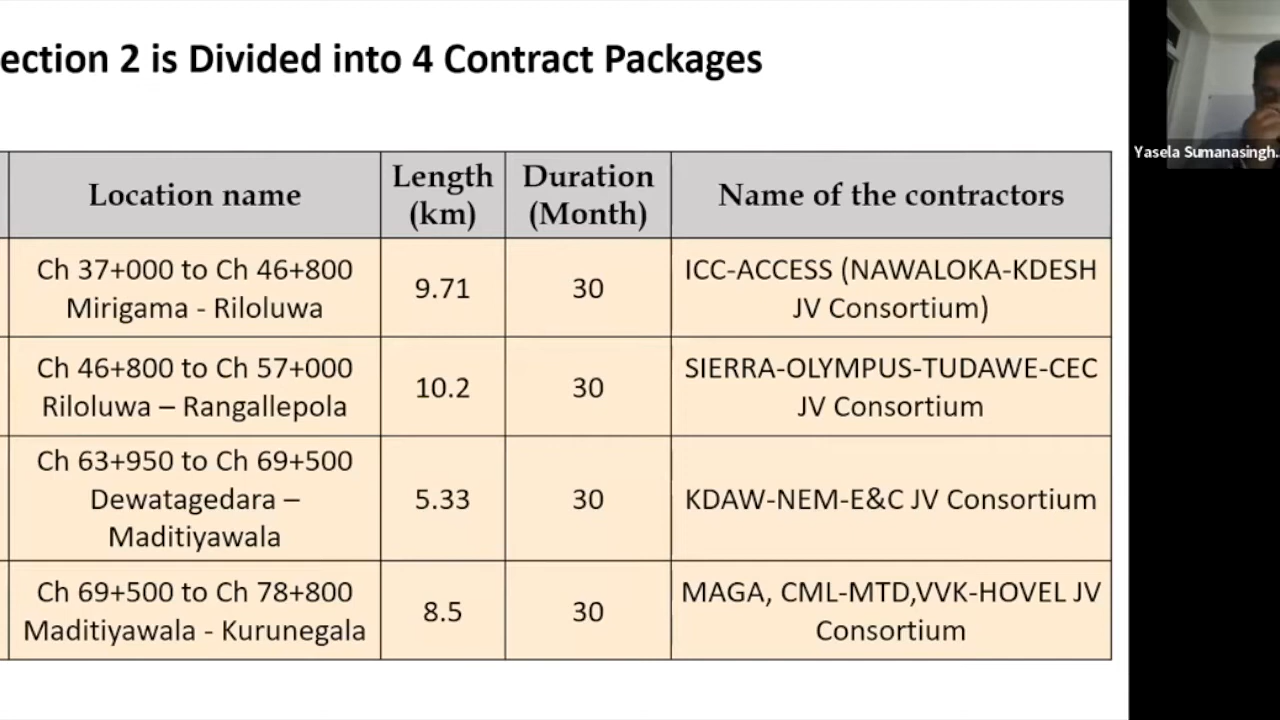 ection 2 is Divided into 4 Contract Packages
Yasela Sumanasingh..
Location name
Length
(km)
Duration
(Month)
Name of the contractors
Ch 37+000 to Ch 46+800
Mirigama - Riloluwa
9.71
30
ICC-ACCESS (NAWALOKA-KDESH
JV Consortium)
Ch 46+800 to Ch 57+000
Riloluwa – Rangallepola
10.2
30
SIERRA-OLYMPUS-TUDAWE-CEC
JV Consortium
Ch 63+950 to Ch 69+500
Dewatagedara –
Maditiyawala
5.33
30
KDAW-NEM-E&C JV Consortium
Ch 69+500 to Ch 78+800
Maditiyawala - Kurunegala
8.5
30
MAGA, CML-MTD,VVK-HOVEL JV
Consortium